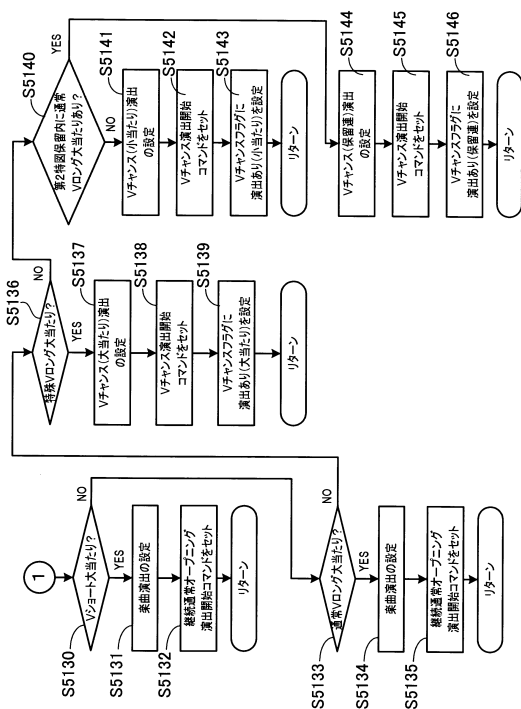 1
S5130
Vショート大当たり？
YES
NO
S5131
楽曲演出の設定
S5132
継続通常オープニング
演出開始コマンドをセット
リターン
S5133
通常Vロング大当たり？
YES
NO
S5134
楽曲演出の設定
S5135
継続通常オープニング
演出開始コマンドをセット
リターン
S5136
特殊Vロング大当たり？
YES
NO
S5137
Vチャンス(大当たり)演出
の設定
S5138
Vチャンス演出開始
コマンドをセット
S5139
Vチャンスフラグに
演出あり(大当たり)を設定
リターン
S5140
第2特図保留内に通常
Vロング大当たりあり？
YES
NO
S5141
Vチャンス(小当たり)演出
の設定
S5142
Vチャンス演出開始
コマンドをセット
S5143
Vチャンスフラグに
演出あり(小当たり)を設定
リターン
S5144
Vチャンス(保留連)演出
の設定
S5145
Vチャンス演出開始
コマンドをセット
S5146
Vチャンスフラグに
演出あり(保留連)を設定
リターン